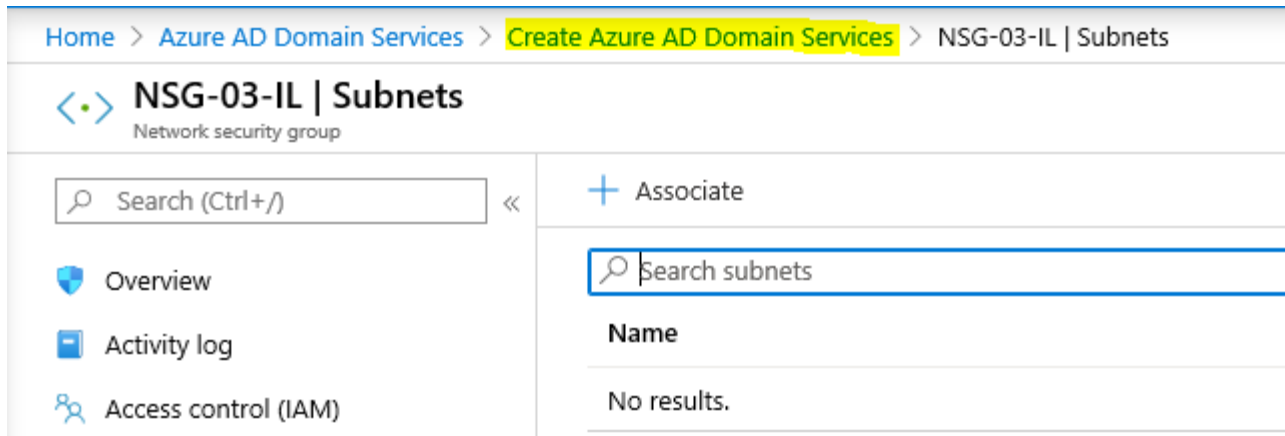 Home > Azure AD Domain Services > Create Azure AD Domain Services > NSG-03-IL | Subnets
NSG-03-IL | Subnets
Network security group
Search (Ctrl+/)
Overview
Activity log
Access control (IAM)
Associate
Search subnets
Name
No results.